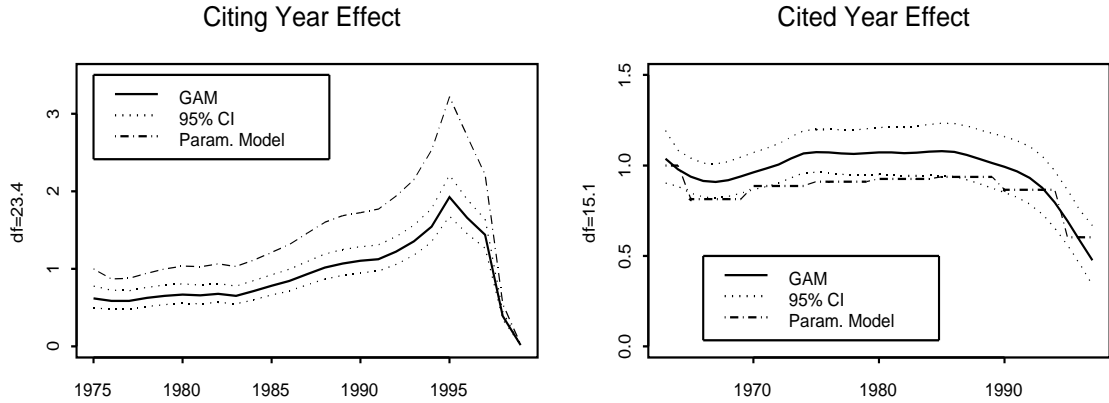 Citing Year Effect
GAM
95% CI
Param. Model
df=23.4
0
1
2
3
1975
1980
1985
1990
1995
Cited Year Effect
GAM
95% CI
Param. Model
df=15.1
0.0
0.5
1.0
1.5
1970
1980
1990